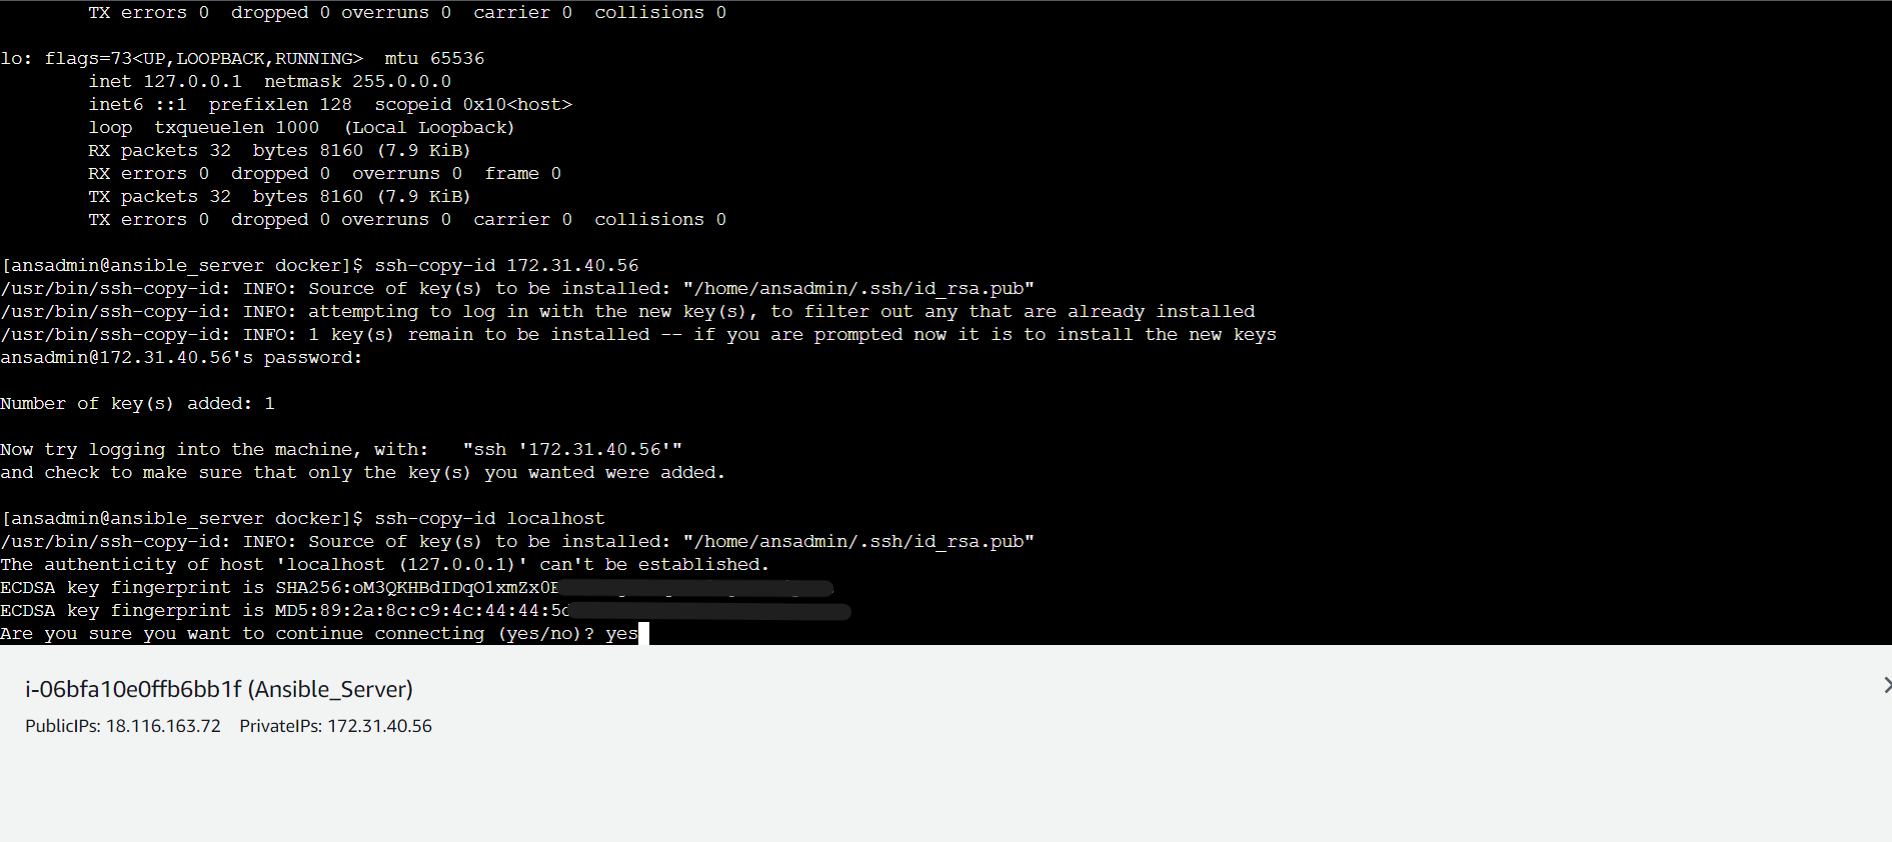 TX errors 0  dropped 0 overruns 0  carrier 0  collisions 0
lo: flags=73<UP,LOOPBACK,RUNNING>  mtu 65536
inet 127.0.0.1  netmask 255.0.0.0
inet6 ::1  prefixlen 128  scopeid 0x10<host>
loop  txqueuelen 1000  (Local Loopback)
RX packets 32  bytes 8160 (7.9 KiB)
RX errors 0  dropped 0  overruns 0  frame 0
TX packets 32  bytes 8160 (7.9 KiB)
TX errors 0  dropped 0 overruns 0  carrier 0  collisions 0
[ansadmin@ansible_server docker]$ ssh-copy-id 172.31.40.56
/usr/bin/ssh-copy-id: INFO: Source of key(s) to be installed: "/home/ansadmin/.ssh/id_rsa.pub"
/usr/bin/ssh-copy-id: INFO: attempting to log in with the new key(s), to filter out any that are already installed
/usr/bin/ssh-copy-id: INFO: 1 key(s) remain to be installed -- if you are prompted now it is to install the new keys
ansadmin@172.31.40.56's password:
Number of key(s) added: 1
Now try logging into the machine, with:   "ssh '172.31.40.56'"
and check to make sure that only the key(s) you wanted were added.
[ansadmin@ansible_server docker]$ ssh-copy-id localhost
/usr/bin/ssh-copy-id: INFO: Source of key(s) to be installed: "/home/ansadmin/.ssh/id_rsa.pub"
The authenticity of host 'localhost (127.0.0.1)' can't be established.
ECDSA key fingerprint is SHA256:oM3QKHBdIDqO1xmZx0
ECDSA key fingerprint is MD5:89:2a:8c:c9:4c:44:44:5
Are you sure you want to continue connecting (yes/no)? yes
i-06bfa10e0ffb6bb1f (Ansible_Server)
PublicIPs: 18.116.163.72    PrivateIPs: 172.31.40.56